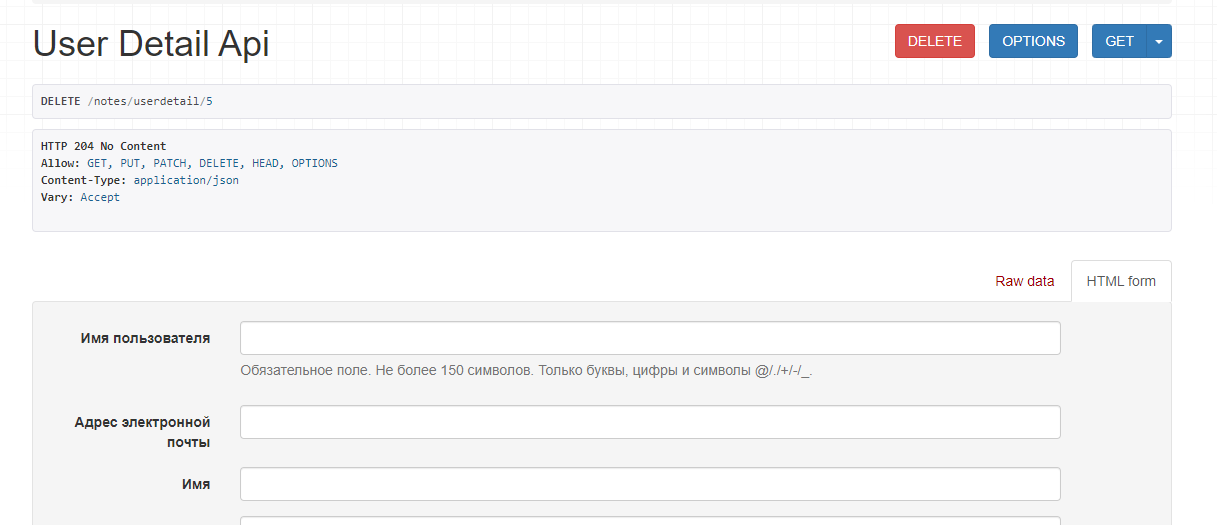 User Detail Api
DELETE
OPTIONS
GET
DELETE /notes/userdetail/5
HTTP 204 No Content
Allow: GET, PUT, PATCH, DELETE, HEAD, OPTIONS
Content-Type: application/json
Vary: Accept
Raw data
HTML form
Имя пользователя
Обязательное поле. Не более 150 символов. Только буквы, цифры и символы @/./+/-/_.
Адрес электронной
почты
Имя